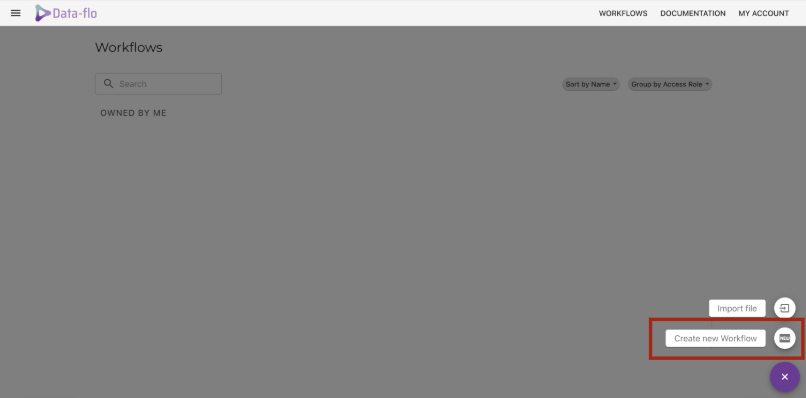 Data-flo
WORKFLOWS DOCUMENTATION MY ACCOUNT
Workflows
Search
Sort by Name Group by Access Role
OWNED BY ME
Import file
Create new Workflow